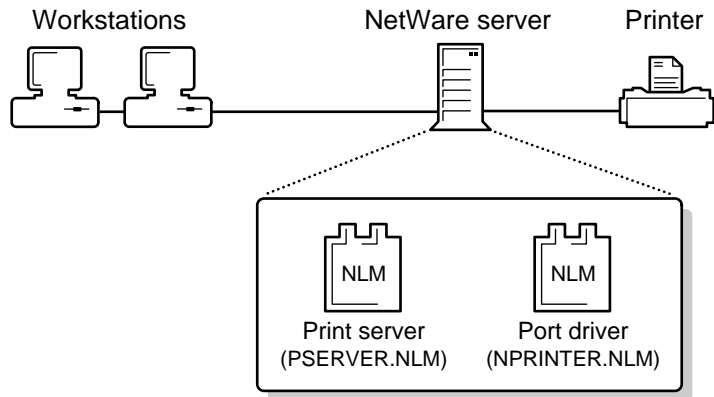 Workstations
NetWare server
Printer
NLM
NLM
Print server
(PSERVER.NLM)
Port driver
(NPRINTER.NLM)